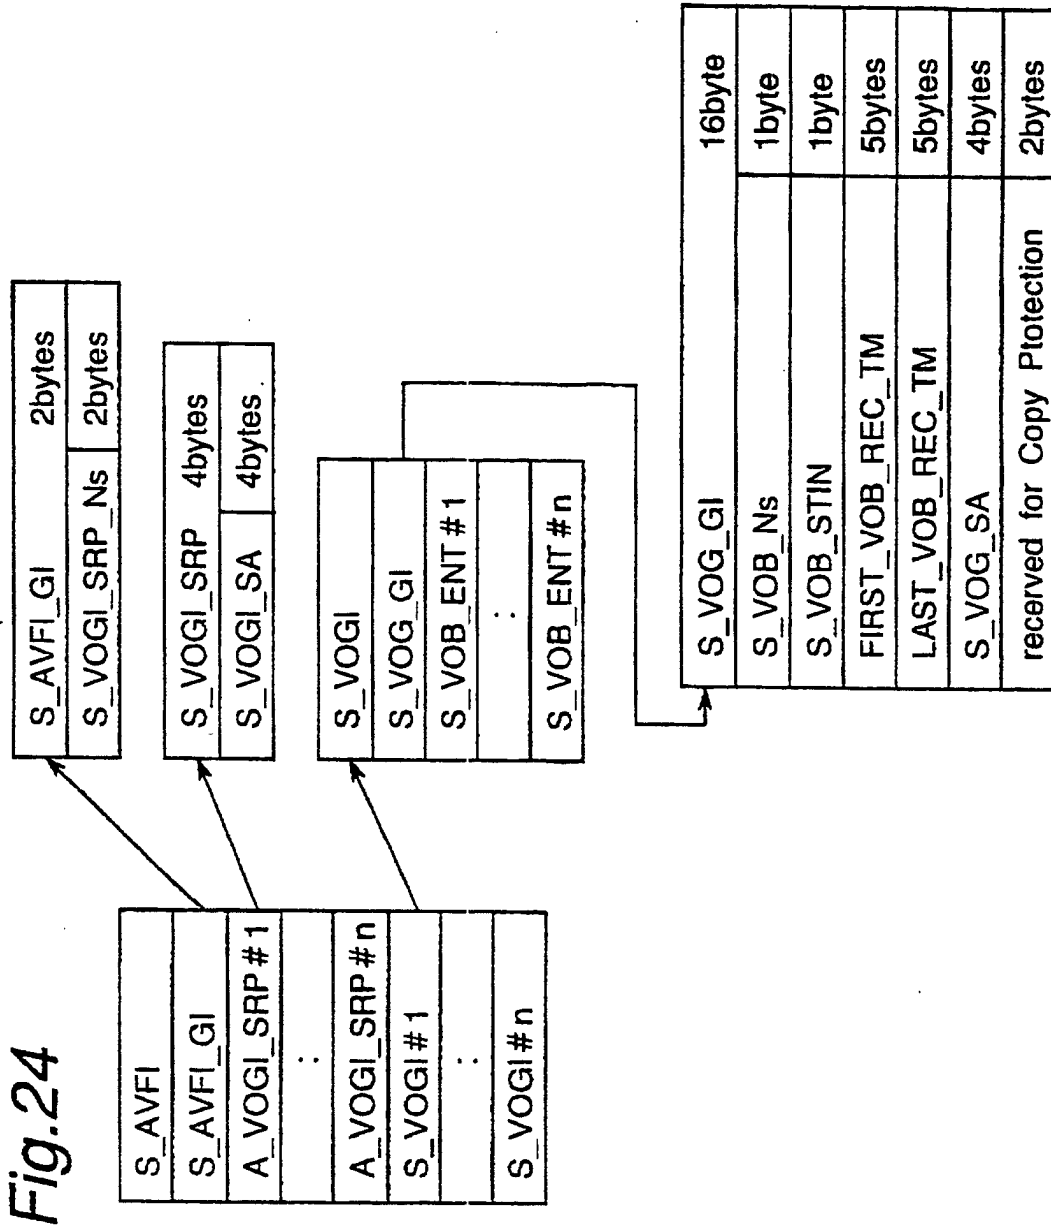 Fig.24
S_AVFI
S_AVFI_GI
A_VOGI_SRP#1
:
A_VOGI_SRP#n
S_VOGI#1
:
S_VOGI#n
S_AVFI_GI 2bytes
S_VOGI_SRP_Ns 2bytes
S_VOGI_SRP 4bytes
S_VOGI_SA 4bytes
S_VOGI
S_VOG_GI
S_VOB_ENT#1
:
S_VOB_ENT#n
S_VOG_GI 16byte
S_VOB_Ns 1byte
S_VOB_STIN 1byte
FIRST_VOB_REC_TM 5bytes
LAST_VOB_REC_TM 5bytes
S_VOG_SA 4bytes
recerved for Copy Ptotection 2bytes